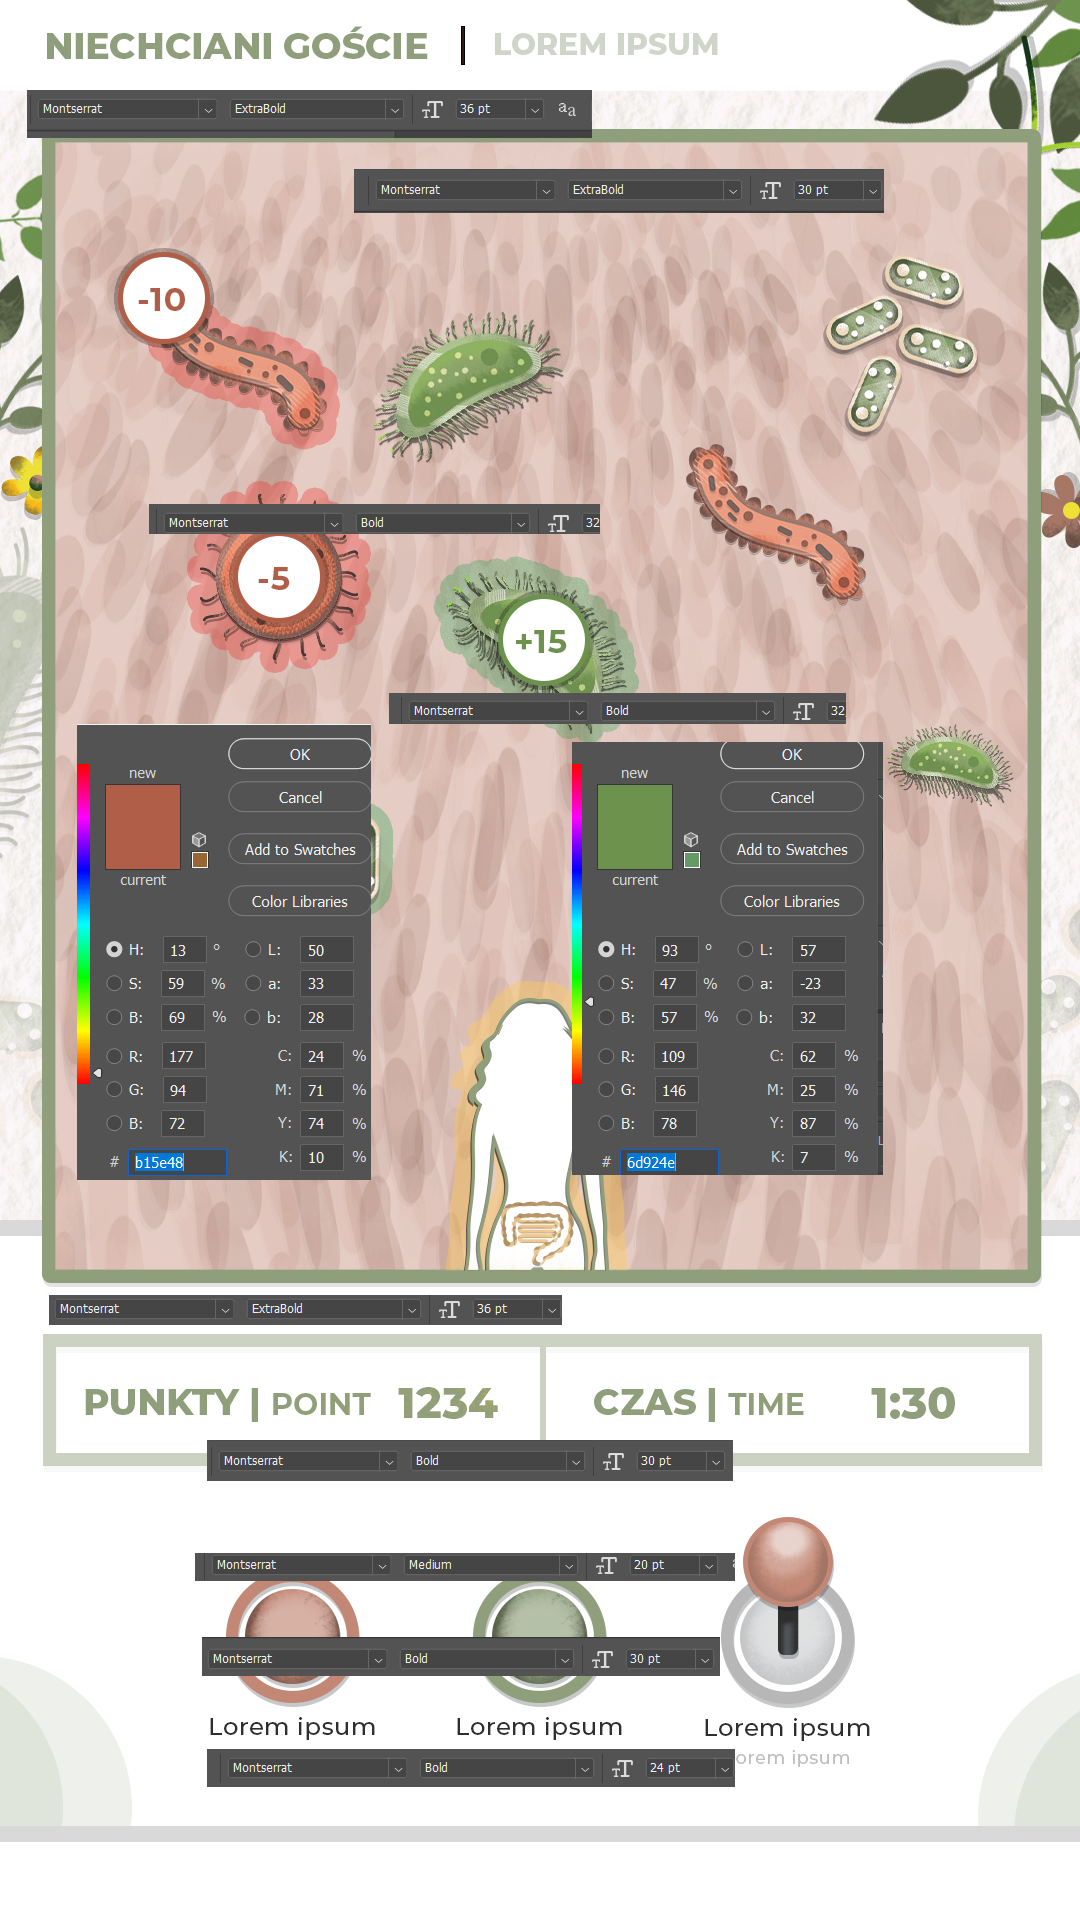 NIECHCIANI GOŚCIE | LOREM IPSUM
Montserrat ExtraBold 36 pt aa
Montserrat ExtraBold 30 pt
-10
Montserrat Bold 32
-5
+15
Montserrat Bold 32
new
OK
Cancel
Add to Swatches
current
Color Libraries
H: 13 ° L: 50
S: 59 % a: 33
B: 69 % b: 28
R: 177 C: 24 %
G: 94 M: 71 %
B: 72 Y: 74 %
# b15e48 K: 10 %
new
OK
Cancel
Add to Swatches
current
Color Libraries
H: 93 ° L: 57
S: 47 % a: -23
B: 57 % b: 32
R: 109 C: 62 %
G: 146 M: 25 %
B: 78 Y: 87 %
# 6d924e K: 7 %
Montserrat ExtraBold 36 pt
PUNKTY | POINT 1234
CZAS | TIME 1:30
Montserrat Bold 30 pt
Montserrat Medium 20 pt
Montserrat Bold 30 pt
Lorem ipsum
Lorem ipsum
Lorem ipsum
orem ipsum
Montserrat Bold 24 pt